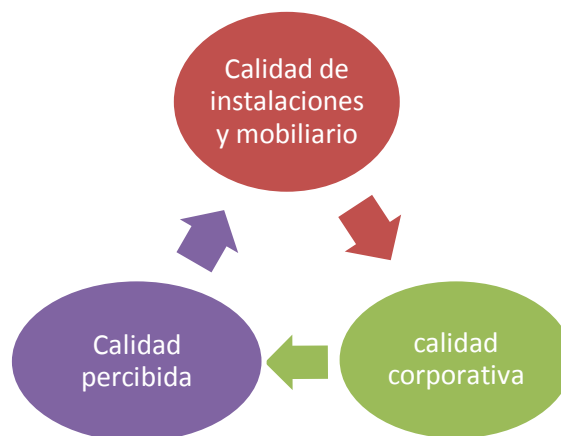 Calidad de
instalaciones
y mobiliario
Calidad
percibida
calidad
corporativa